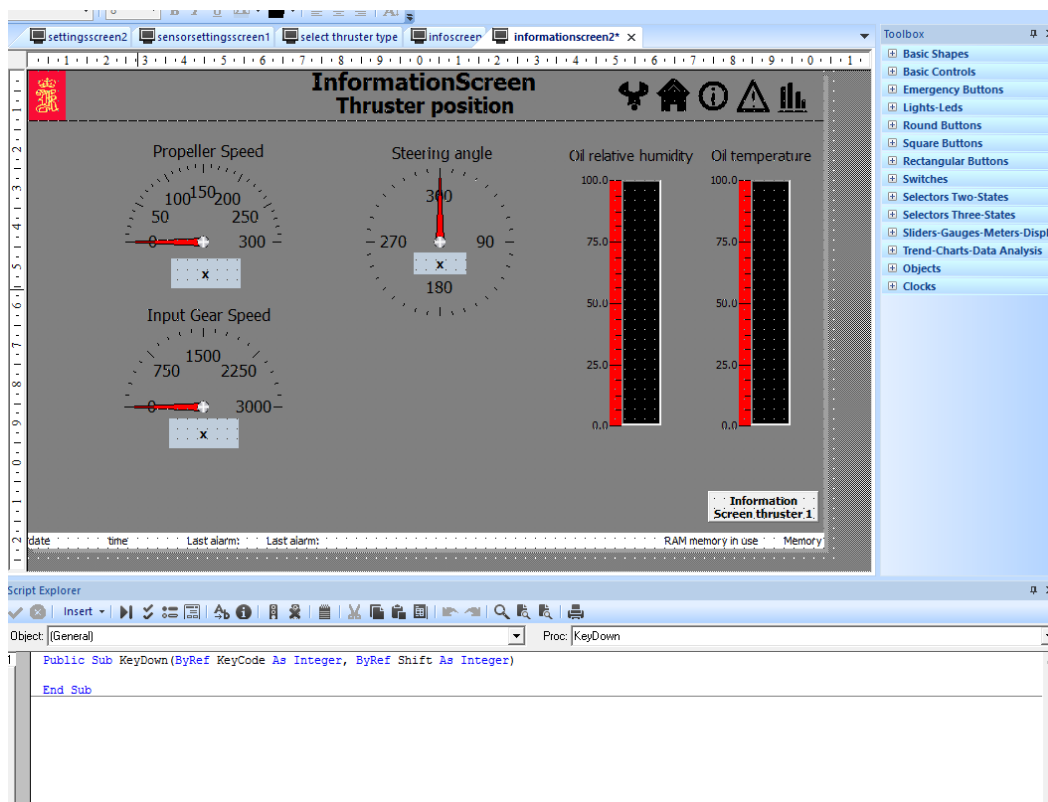 settingsscreen2 sensorsettingsscreen1 select thruster type infoscreen informationscreen2* x
Toolbox
Basic Shapes
Basic Controls
Emergency Buttons
Lights-Leds
Round Buttons
Square Buttons
Rectangular Buttons
Switches
Selectors Two-States
Selectors Three-States
Sliders-Gauges-Meters-Displ
Trend-Charts-Data Analysis
Objects
Clocks
InformationScreen
Thruster position
Propeller Speed
0 50 100 150 200 250 300
x
Input Gear Speed
0 750 1500 2250 3000
x
Steering angle
360
270 90
x
180
Oil relative humidity
100.0
75.0
50.0
25.0
0.0
Oil temperature
100.0
75.0
50.0
25.0
0.0
Information
Screen thruster 1
date time Last alarm: Last alarm: RAM memory in use Memory
Script Explorer
Insert
Object: (General) Proc: KeyDown
1 Public Sub KeyDown(ByRef KeyCode As Integer, ByRef Shift As Integer)
End Sub